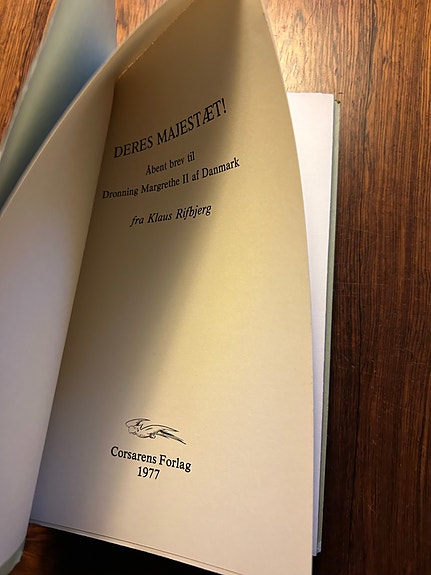 DERES MAJESTÆT!
Åbent brev til
Dronning Margrethe II af Danmark
fra Klaus Rifbjerg
Corsarens Forlag
1977